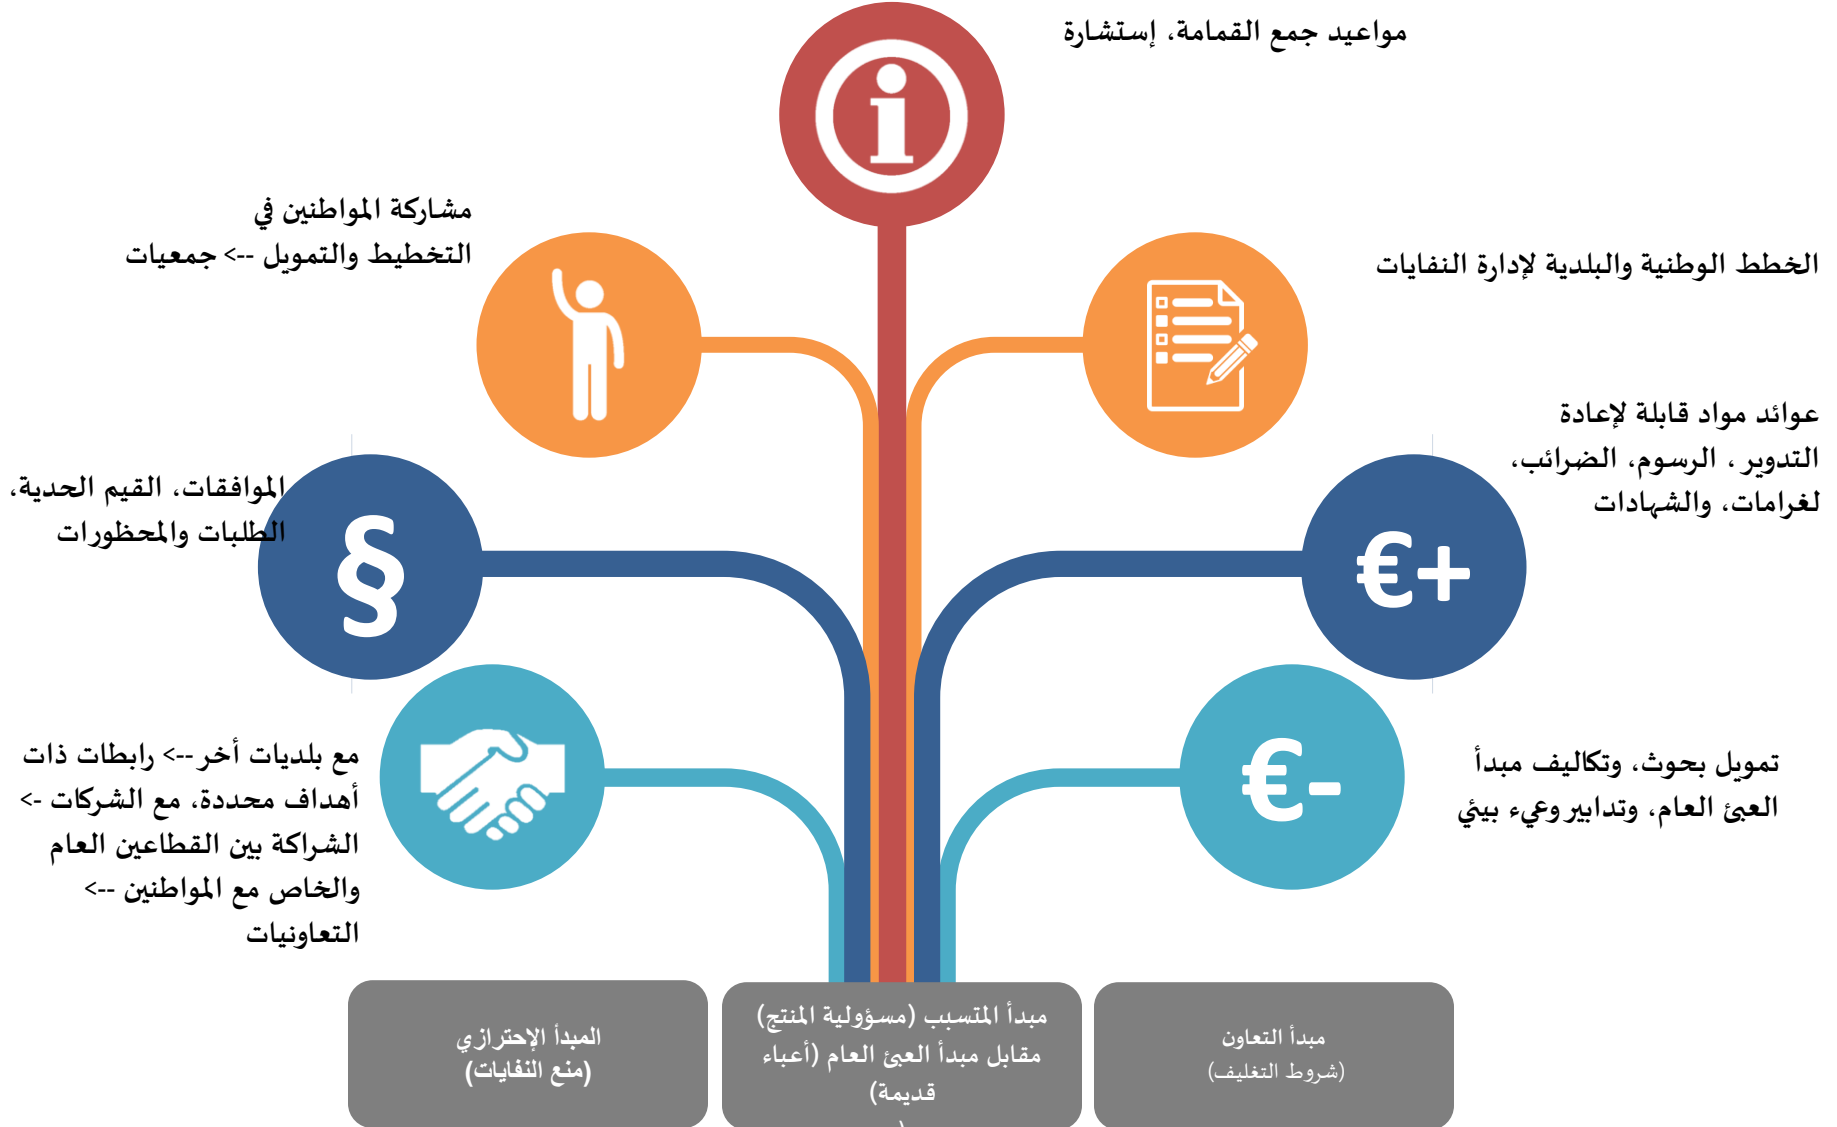 مواعيد جمع القمامة، إستشارة
مشاركة المواطنين في
التخطيط والتمويل --> جمعيات
الخطط الوطنية والبلدية لإدارة النفايات
عوائد مواد قابلة لإعادة
التدوير ، الرسوم، الضرائب،
لغرامات، والشهادات
€+
الموافقات، القيم الحدية،
الطلبات والمحظورات
§
مع بلديات أخر --> رابطات ذات
أهداف محددة، مع الشركات ->
الشراكة بين القطاعين العام
والخاص مع المواطنين -->
التعاونيات
تمويل بحوث، وتكاليف مبدأ
العبئ العام، وتدابير وعيء بيئي
€-
مبدأ التعاون
(شروط التغليف)
مبدأ المتسبب (مسؤولية المنتج)
مقابل مبدأ العبئ العام (أعباء
قديمة)
المبدأ الإحترازي
(منع النفايات)